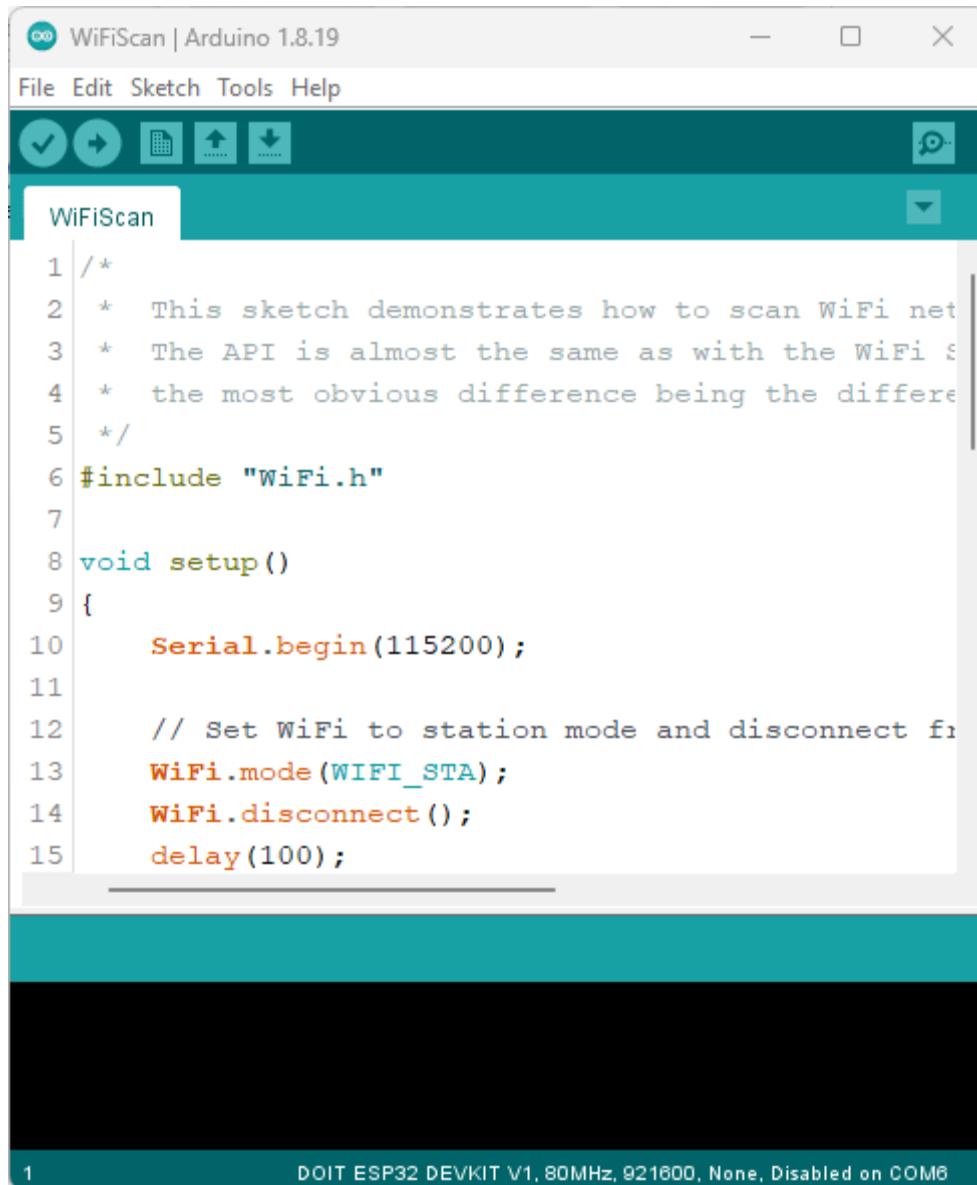 WiFiScan | Arduino 1.8.19
File Edit Sketch Tools Help
WiFiScan
1 /*
2 * This sketch demonstrates how to scan WiFi net
3 * The API is almost the same as with the WiFi
4 * the most obvious difference being the differe
5 */
6 #include "WiFi.h"
7
8 void setup()
9 {
10 Serial.begin(115200);
11
12 // Set WiFi to station mode and disconnect fr
13 WiFi.mode(WIFI_STA);
14 WiFi.disconnect();
15 delay(100);
1 DOIT ESP32 DEVKIT V1, 80MHz, 921600, None, Disabled on COM6